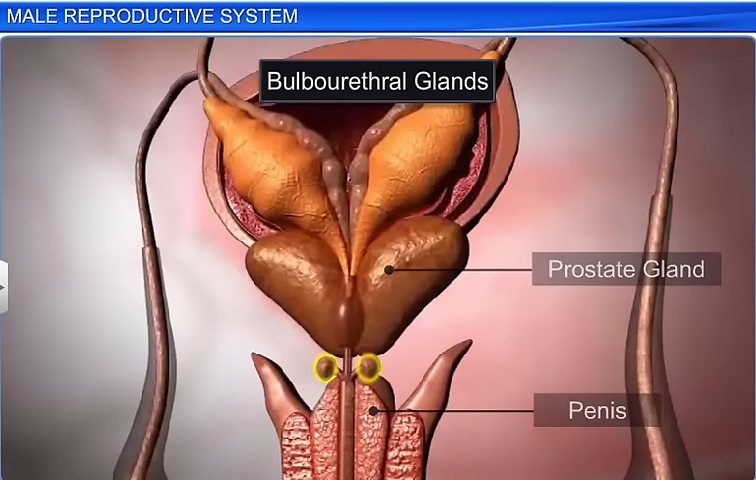 MALE REPRODUCTIVE SYSTEM
Bulbourethral Glands
Prostate Gland
Penis